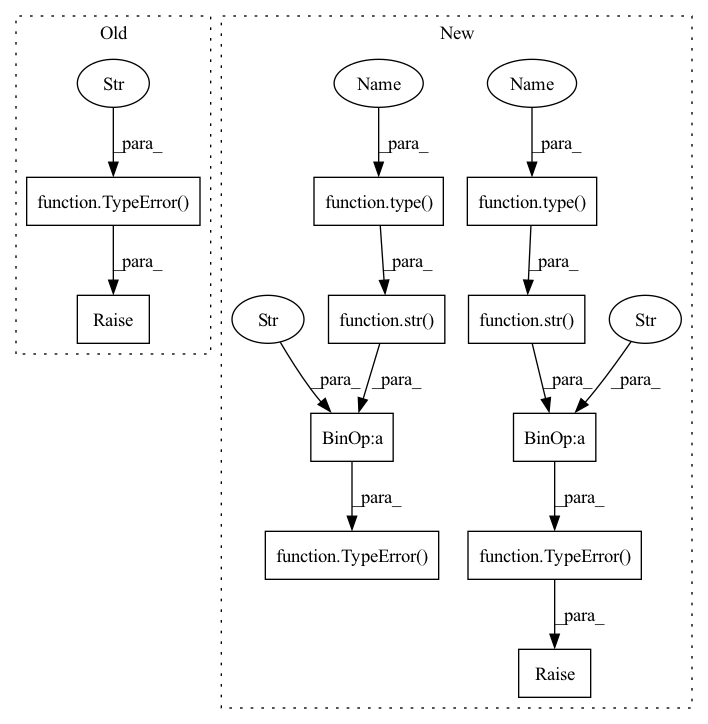 Old
New
Str
Name
Name
_para_
_para_
_para_
function.TypeError()
function.type()
function.type()
_para_
_para_
_para_
Raise
Str
function.str()
function.str()
Str
_para_
_para_
_para_
_para_
BinOp:a
BinOp:a
_para_
_para_
function.TypeError()
function.TypeError()
_para_
Raise